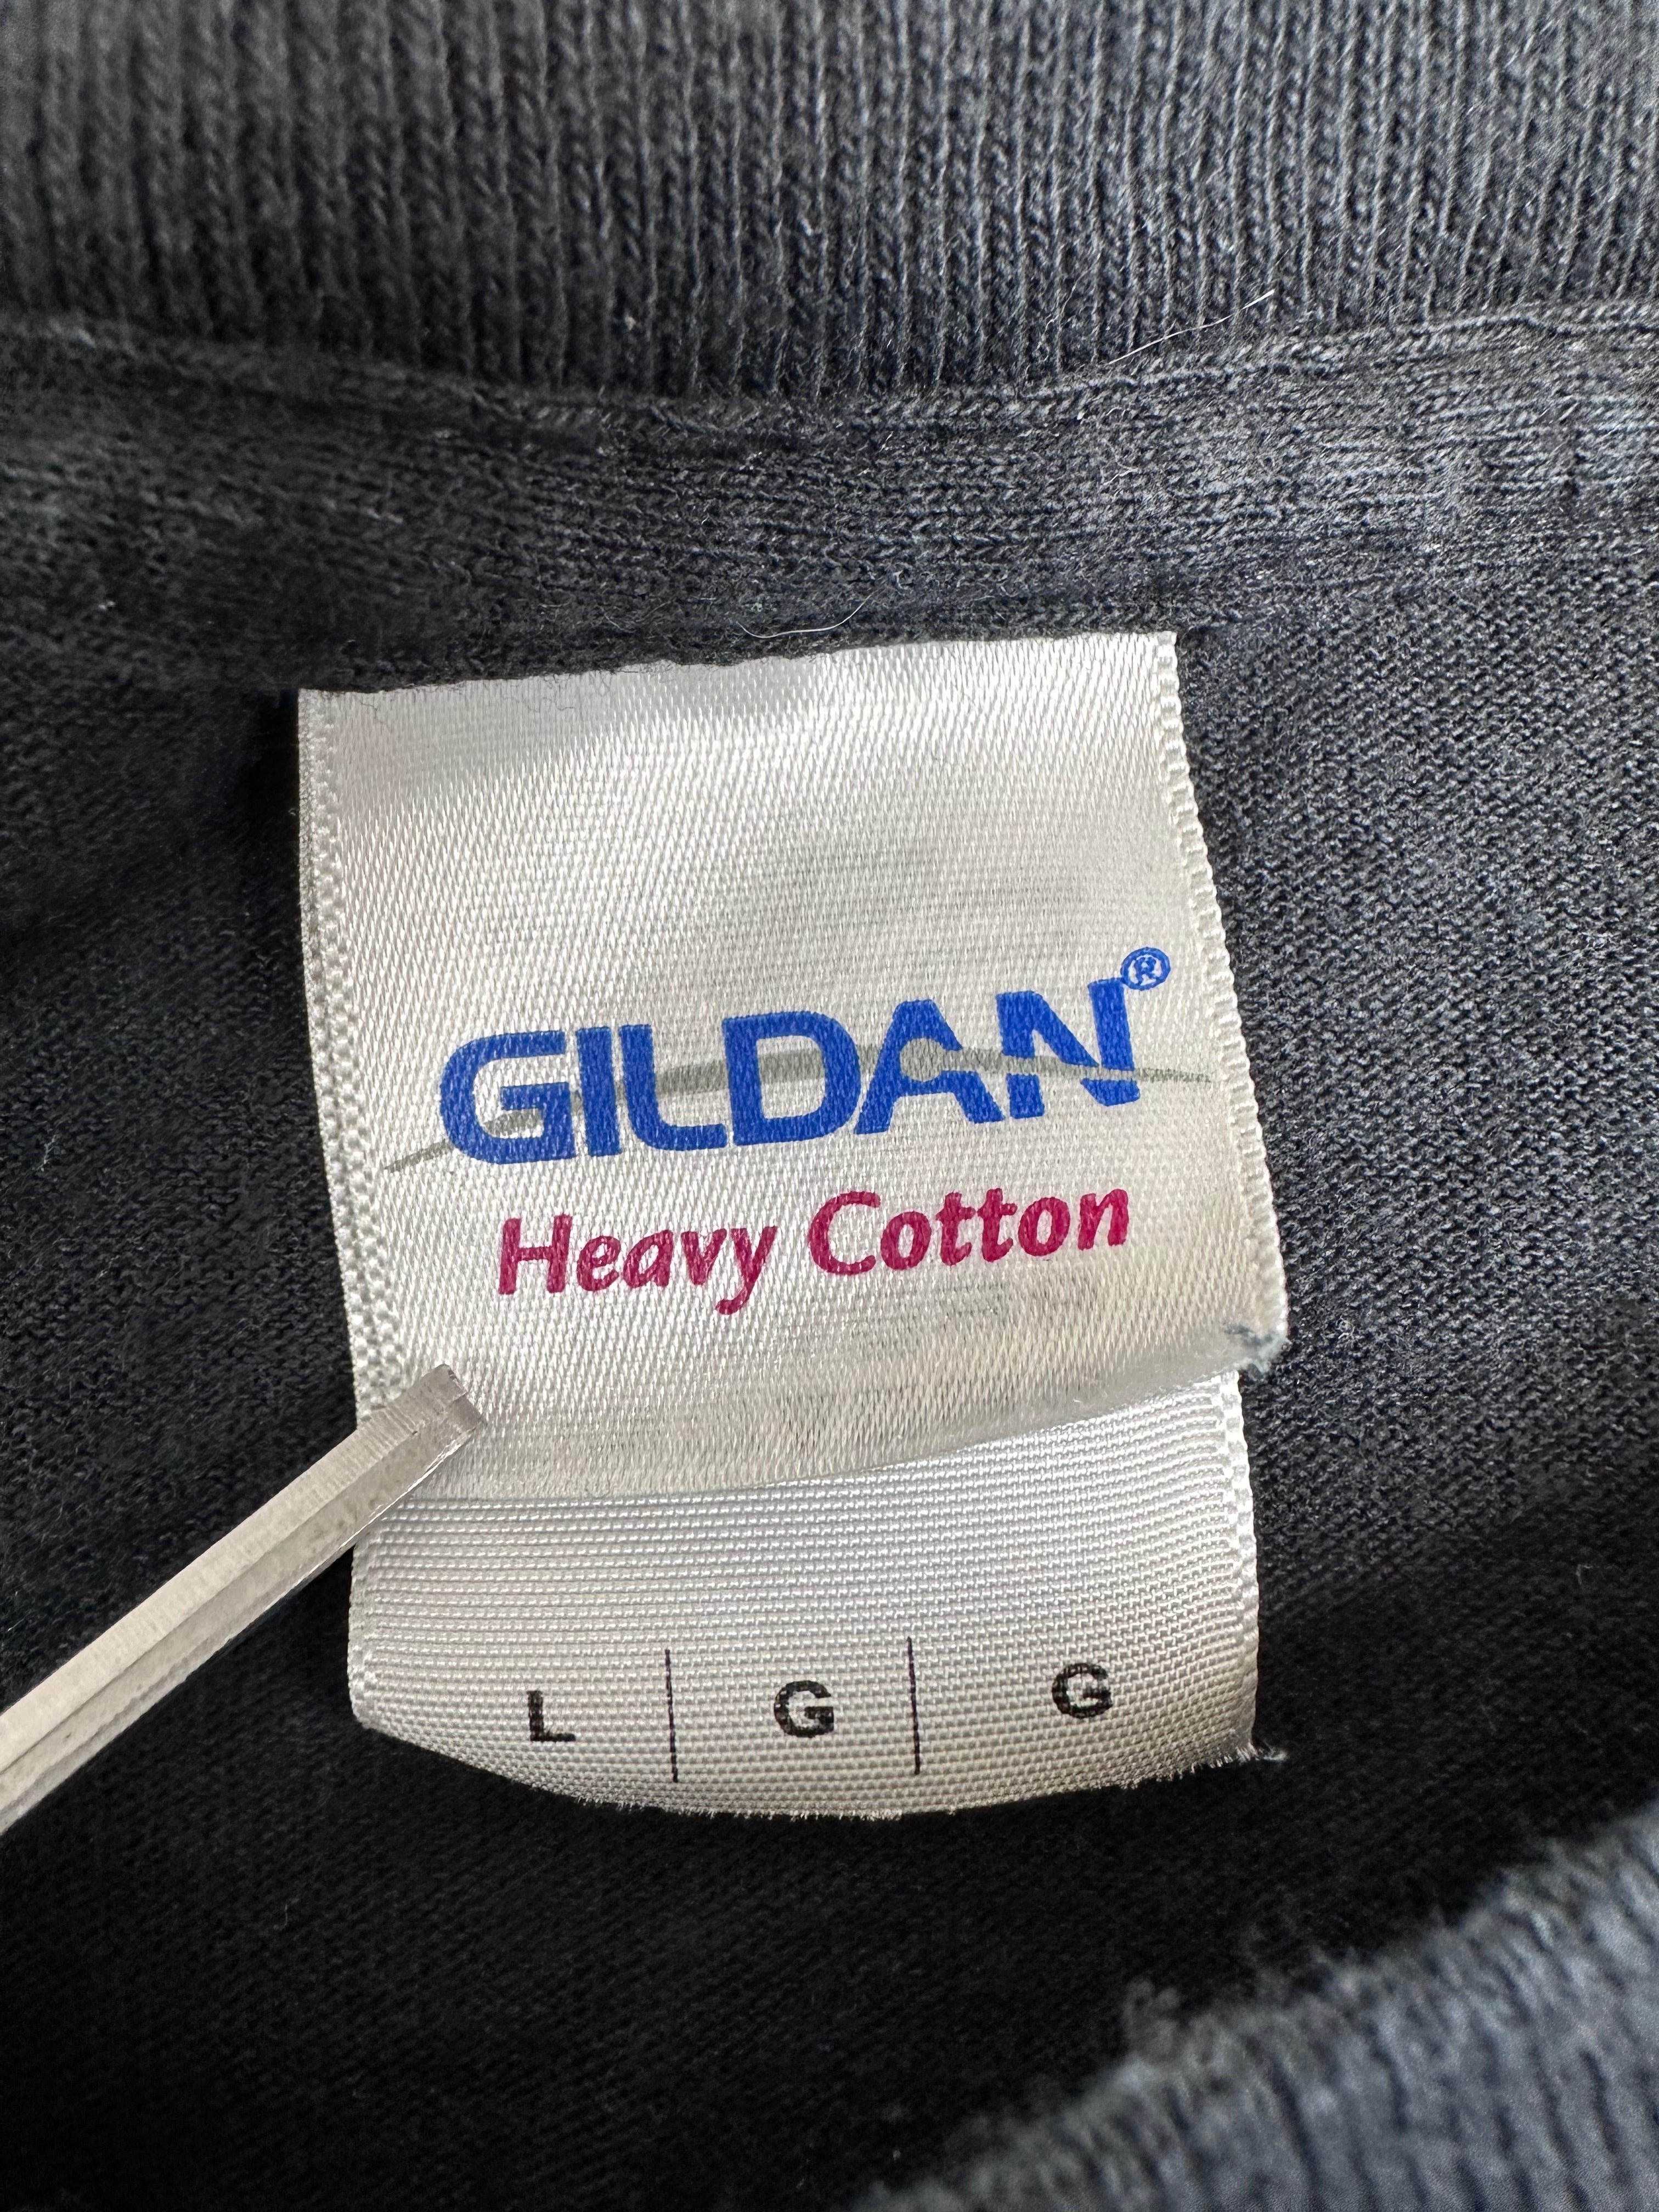 GILDAN®
Heavy Cotton
L | G | G